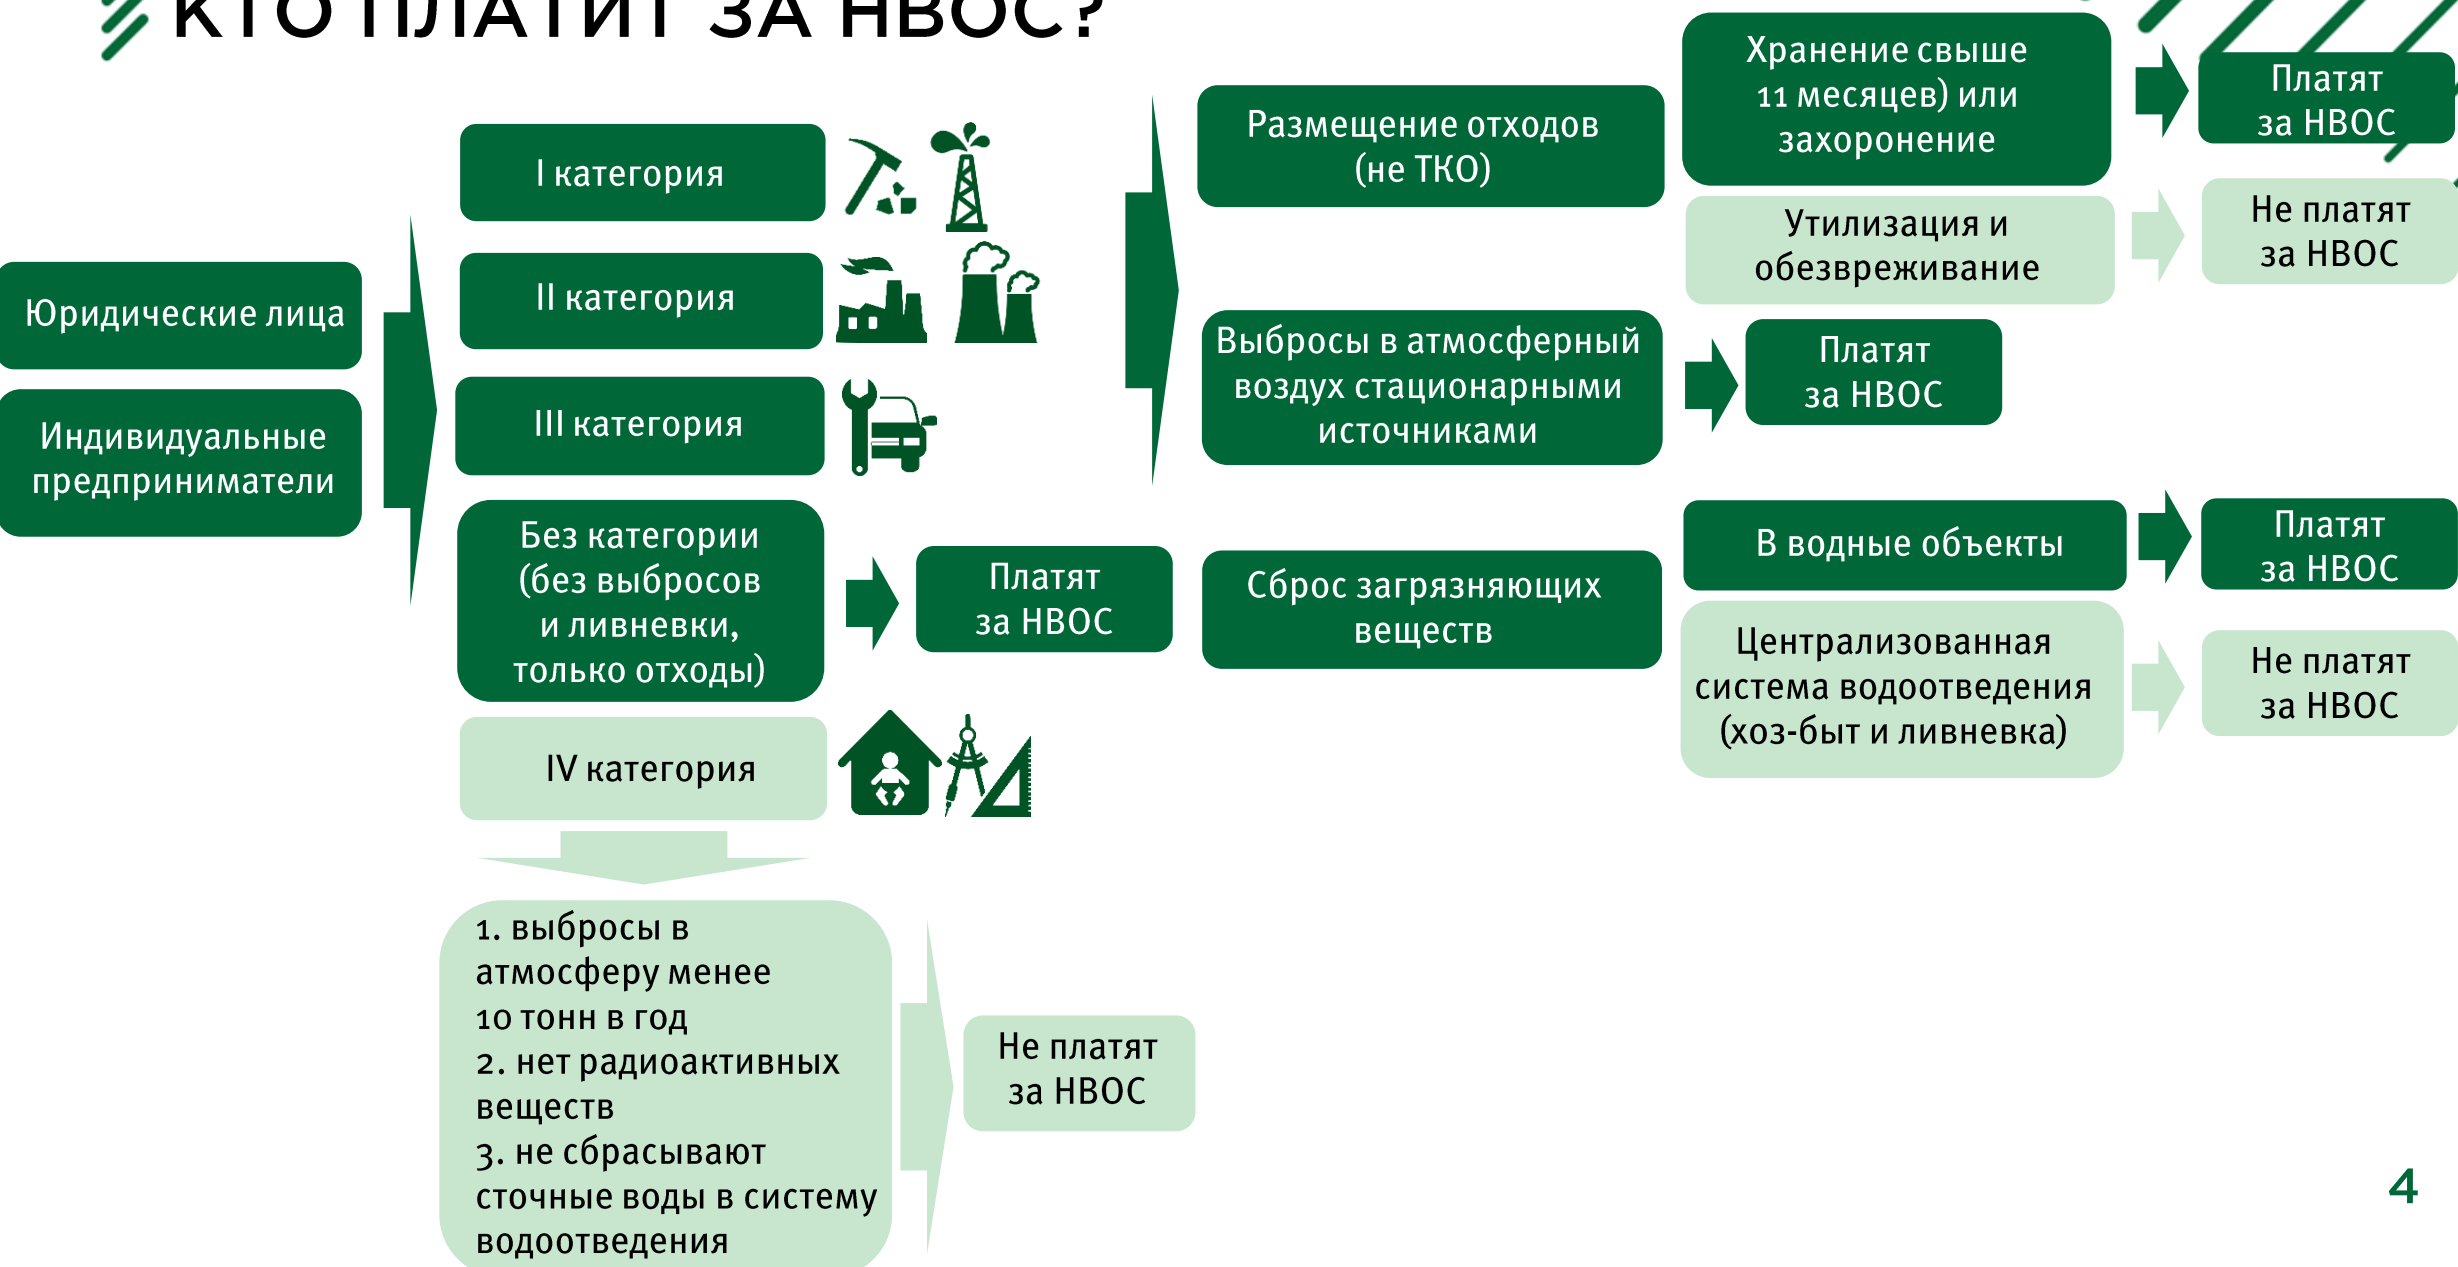 КТО ПЛАТИТ ЗА НВОС?
Юридические лица
Индивидуальные
предприниматели
I категория
II категория
III категория
Без категории
(без выбросов
и ливневки,
только отходы)
Платят
за НВОС
IV категория
1. выбросы в
атмосферу менее
10 тонн в год
2. нет радиоактивных
веществ
3. не сбрасывают
сточные воды в систему
водоотведения
Не платят
за НВОС
Размещение отходов
(не ТКО)
Хранение свыше
11 месяцев) или
захоронение
Платят
за НВОС
Утилизация и
обезвреживание
Не платят
за НВОС
Выбросы в атмосферный
воздух стационарными
источниками
Платят
за НВОС
Сброс загрязняющих
веществ
В водные объекты
Платят
за НВОС
Централизованная
система водоотведения
(хоз-быт и ливневка)
Не платят
за НВОС
4